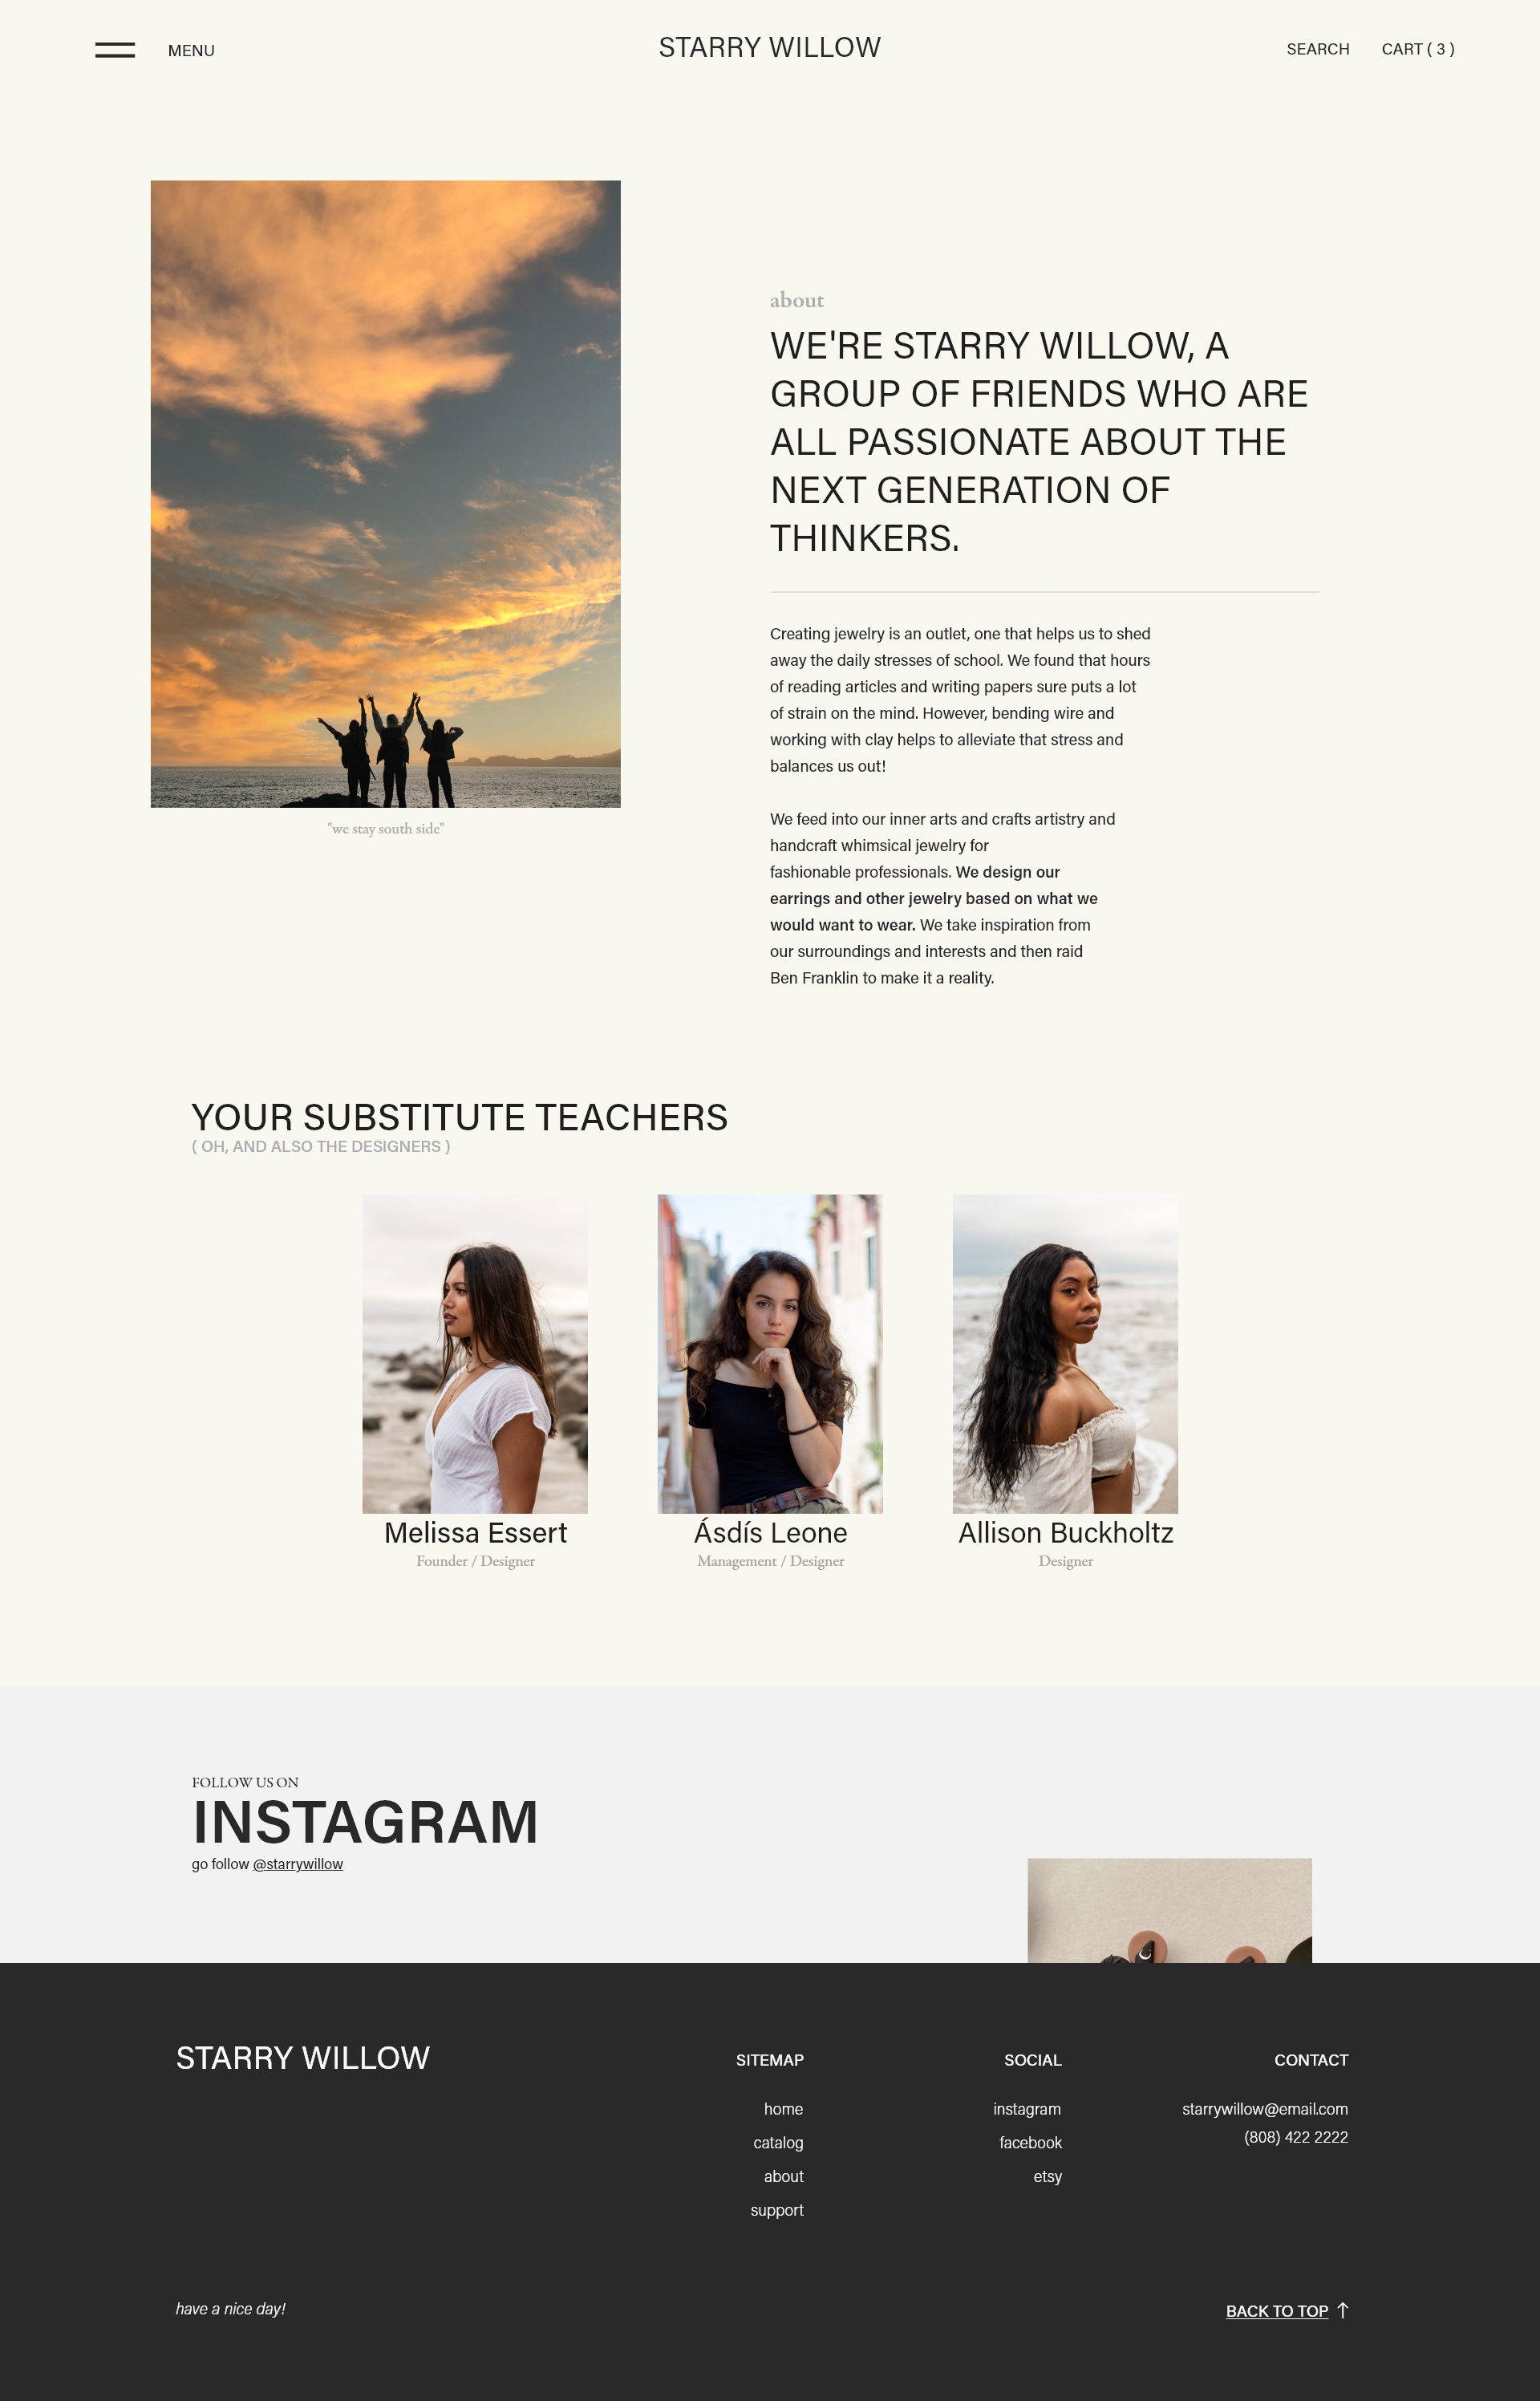 MENU
STARRY WILLOW
SEARCH
CART ( 3 )
about
WE'RE STARRY WILLOW, A
GROUP OF FRIENDS WHO ARE
ALL PASSIONATE ABOUT THE
NEXT GENERATION OF
THINKERS.
Creating jewelry is an outlet, one that helps us to shed
away the daily stresses of school. We found that hours
of reading articles and writing papers sure puts a lot
of strain on the mind. However, bending wire and
working with clay helps to alleviate that stress and
balances us out!
We feed into our inner arts and crafts artistry and
handcraft whimsical jewelry for
fashionable professionals. We design our
earrings and other jewelry based on what we
would want to wear. We take inspiration from
our surroundings and interests and then raid
Ben Franklin to make it a reality.
"we stay south side"
YOUR SUBSTITUTE TEACHERS
( OH, AND ALSO THE DESIGNERS )
Melissa Essert
Founder / Designer
Ásdís Leone
Management / Designer
Allison Buckholtz
Designer
FOLLOW US ON
INSTAGRAM
go follow @starrywillow
STARRY WILLOW
SITEMAP
home
catalog
about
support
SOCIAL
instagram
facebook
etsy
CONTACT
starrywillow@email.com
(808) 422 2222
have a nice day!
BACK TO TOP ↑